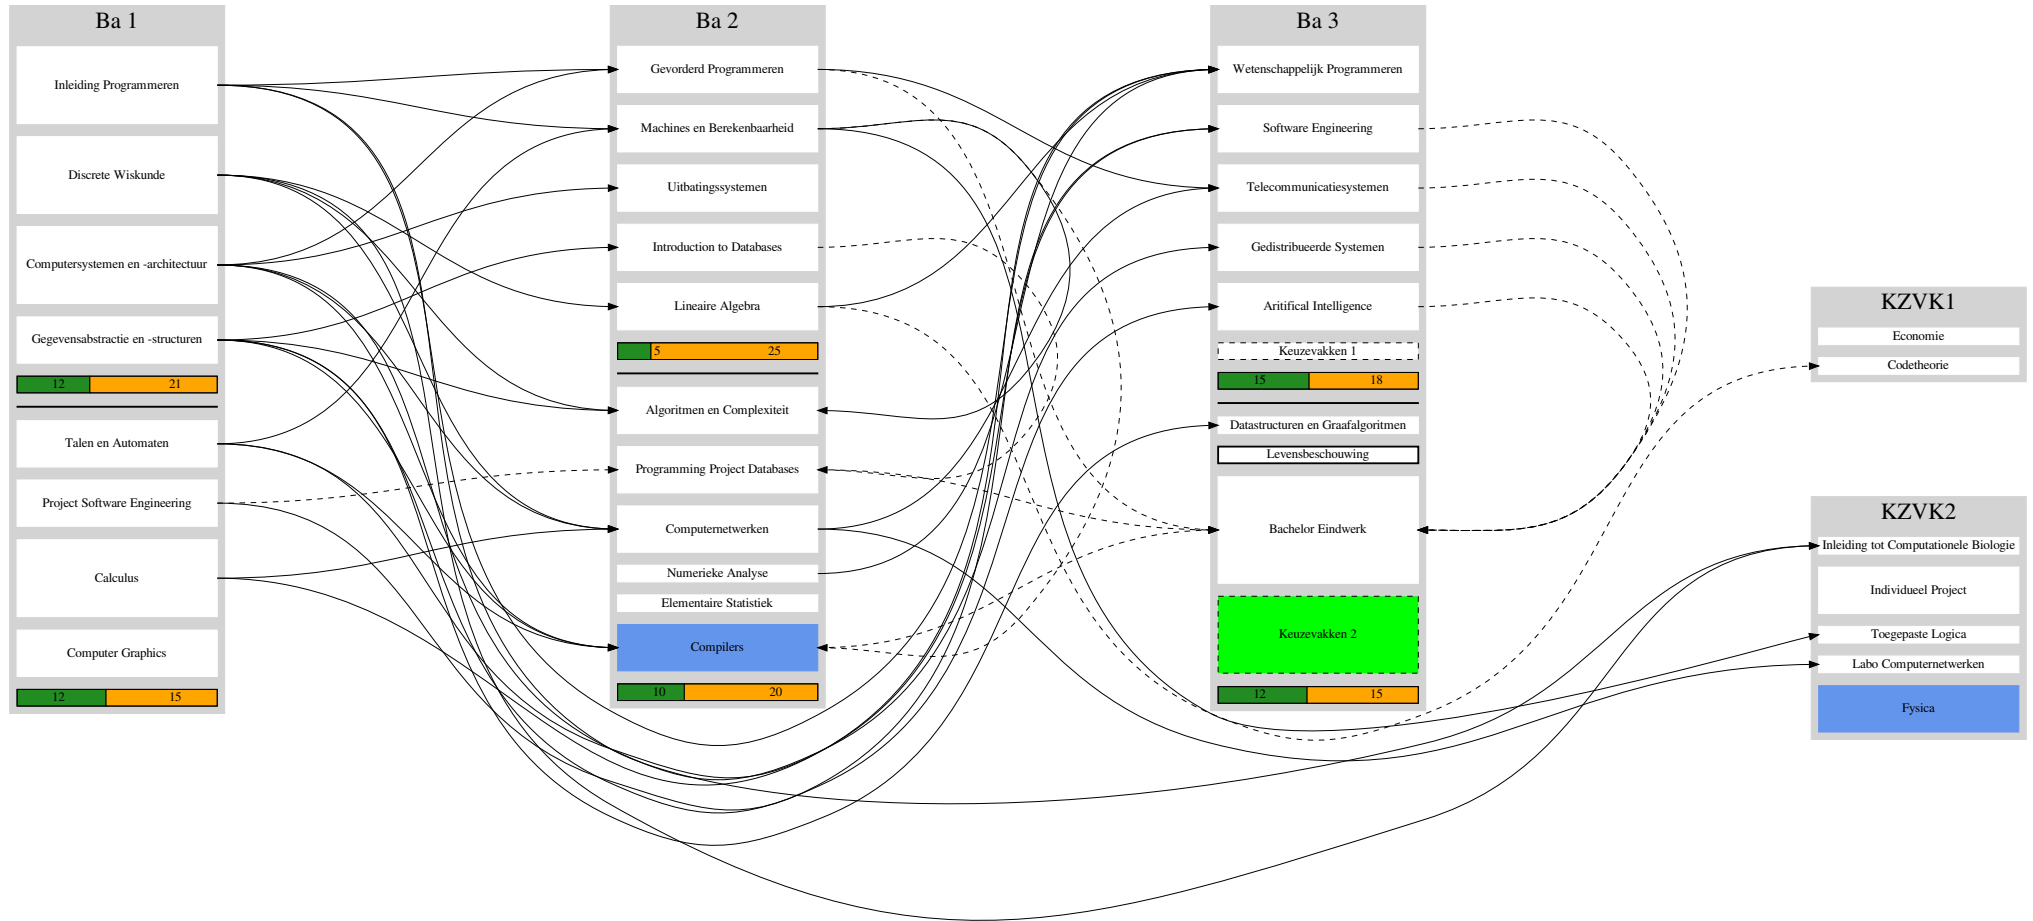 Ba 1
Inleiding Programmeren
Discrete Wiskunde
Computersystemen en -architectuur
Gegevensabstractie en -structuren
12 21
Talen en Automaten
Project Software Engineering
Calculus
Computer Graphics
12 15
Ba 2
Gevorderd Programmeren
Machines en Berekenbaarheid
Uitbatingssystemen
Introduction to Databases
Lineaire Algebra
5 25
Algoritmen en Complexiteit
Programming Project Databases
Computernetwerken
Numerieke Analyse
Elementaire Statistiek
Compilers
10 20
Ba 3
Wetenschappelijk Programmeren
Software Engineering
Telecommunicatiesystemen
Gedistribueerde Systemen
Aritifical Intelligence
Keuzevakken 1
15 18
Datastructuren en Graafalgoritmen
Levensbeschouwing
Bachelor Eindwerk
Keuzevakken 2
12 15
KZVK1
Economie
Codetheorie
KZVK2
Inleiding tot Computationele Biologie
Individueel Project
Toegepaste Logica
Labo Computernetwerken
Fysica